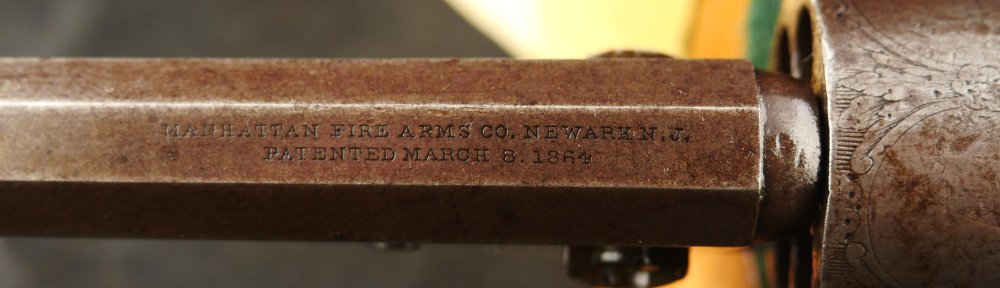 MANHATTAN FIRE ARMS CO. NEWARK N.J.
PATENTED MARCH 8. 1864